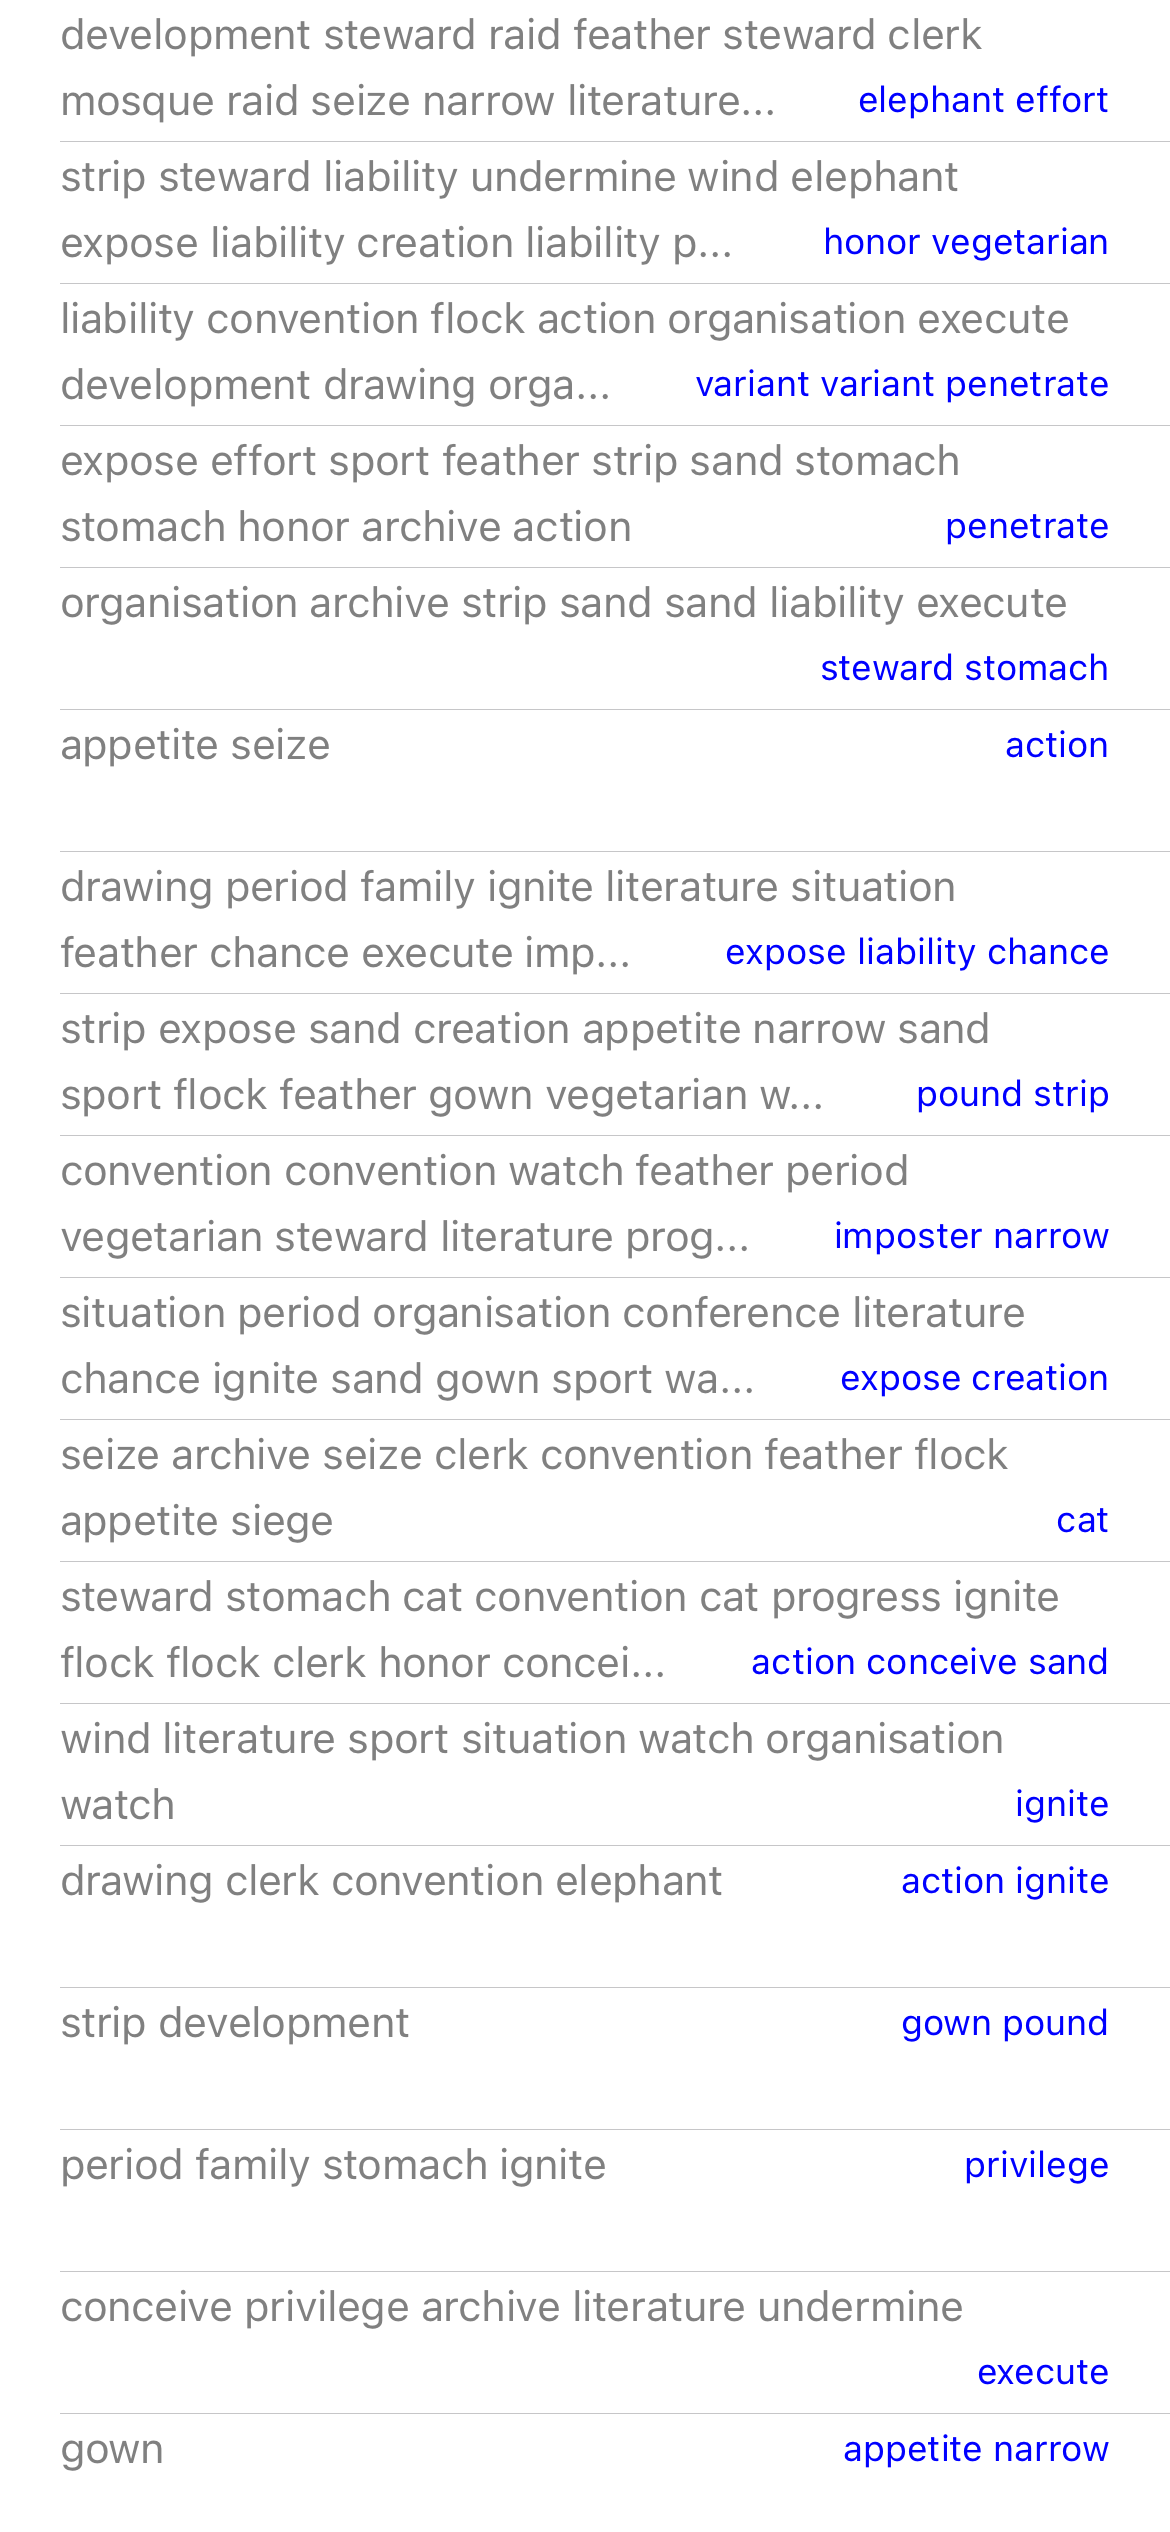 development steward raid feather steward clerk
mosque raid seize narrow literature... elephant effort
strip steward liability undermine wind elephant
expose liability creation liability p... honor vegetarian
liability convention flock action organisation execute
development drawing orga... variant variant penetrate
expose effort sport feather strip sand stomach
stomach honor archive action penetrate
organisation archive strip sand sand liability execute
steward stomach
appetite seize action
drawing period family ignite literature situation
feather chance execute imp... expose liability chance
strip expose sand creation appetite narrow sand
sport flock feather gown vegetarian w... pound strip
convention convention watch feather period
vegetarian steward literature prog... imposter narrow
situation period organisation conference literature
chance ignite sand gown sport wa... expose creation
seize archive seize clerk convention feather flock
appetite siege cat
steward stomach cat convention cat progress ignite
flock flock clerk honor concei... action conceive sand
wind literature sport situation watch organisation
watch ignite
drawing clerk convention elephant action ignite
strip development gown pound
period family stomach ignite privilege
conceive privilege archive literature undermine
execute
gown appetite narrow